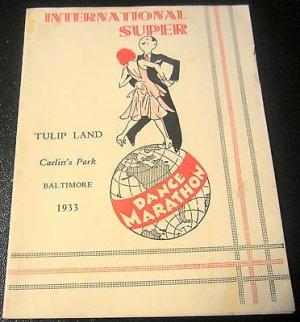 INTERNATIONAL
SUPER
TULIP LAND
Carlin's Park
BALTIMORE
1933
DANCE
MARATHON